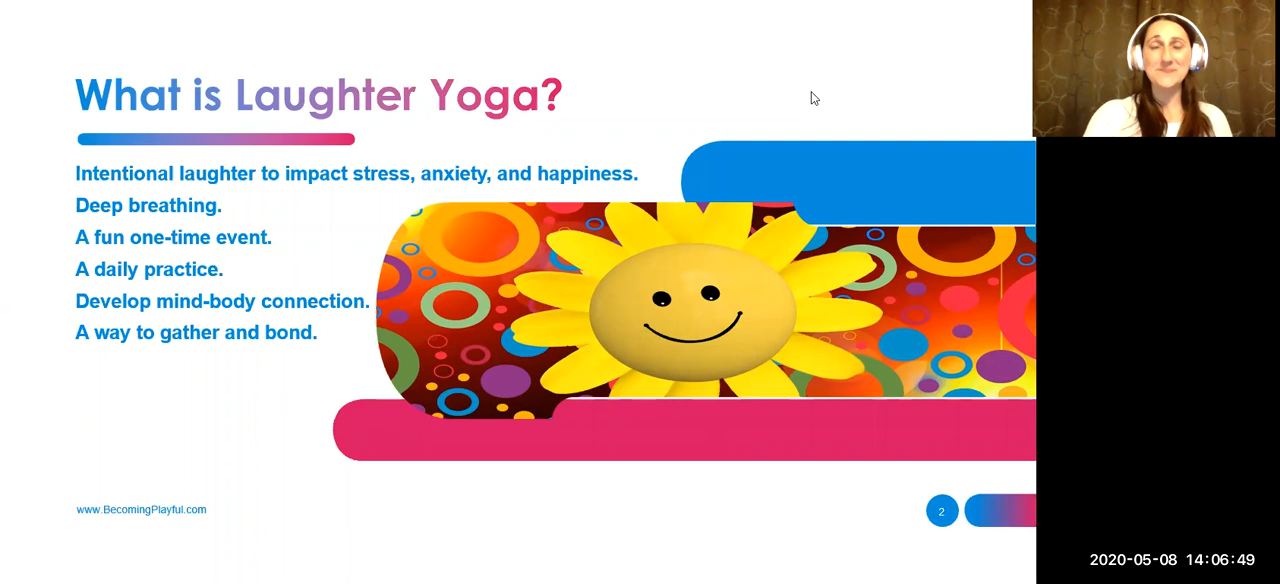 What is Laughter Yoga?
Intentional laughter to impact stress, anxiety, and happiness.
Deep breathing.
A fun one-time event.
A daily practice.
Develop mind-body connection.
A way to gather and bond.
www.BecomingPlayful.com
2
2020-05-08 14:06:49